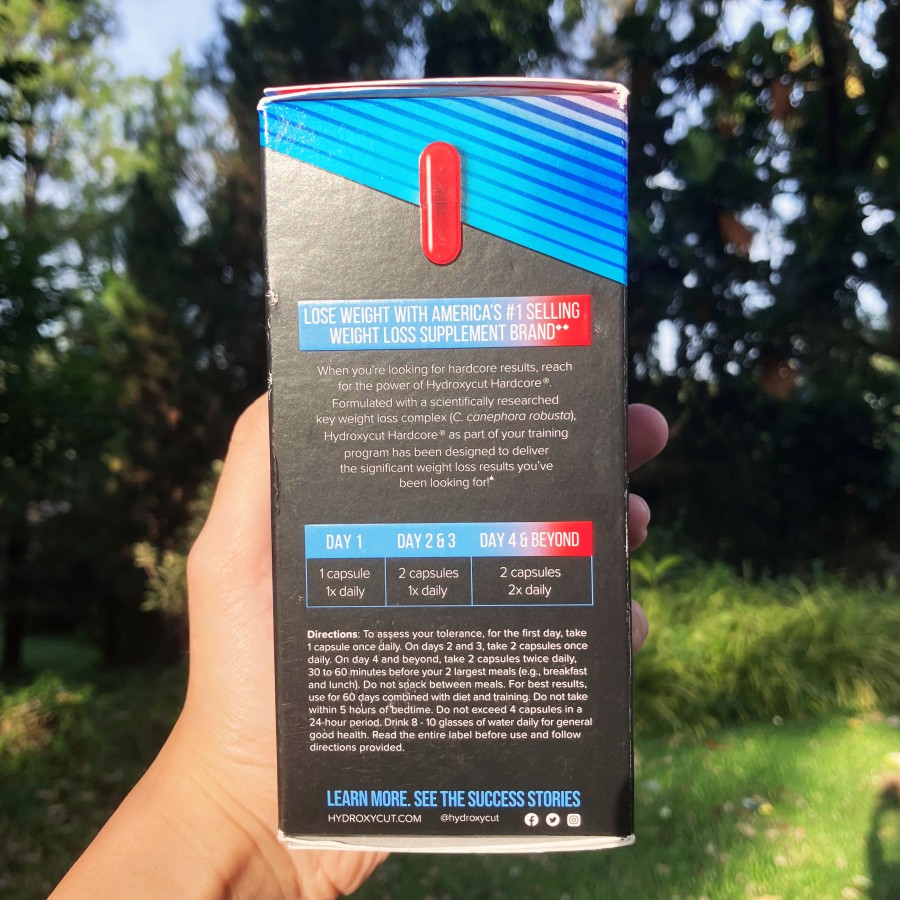 LOSE WEIGHT WITH AMERICA'S #1 SELLING
WEIGHT LOSS SUPPLEMENT BRAND◆◆
When you're looking for hardcore results, reach
for the power of Hydroxycut Hardcore®.
Formulated with a scientifically researched
key weight loss complex (C. canephora robusta),
Hydroxycut Hardcore® as part of your training
program has been designed to deliver
the significant weight loss results you've
been looking for!▲
DAY 1 DAY 2 & 3 DAY 4 & BEYOND
1 capsule 2 capsules 2 capsules
1x daily 1x daily 2x daily
Directions: To assess your tolerance, for the first day, take
1 capsule once daily. On days 2 and 3, take 2 capsules once
daily. On day 4 and beyond, take 2 capsules twice daily,
30 to 60 minutes before your 2 largest meals (e.g., breakfast
and lunch). Do not snack between meals. For best results,
use for 60 days combined with diet and training. Do not take
within 5 hours of bedtime. Do not exceed 4 capsules in a
24-hour period. Drink 8 - 10 glasses of water daily for general
good health. Read the entire label before use and follow
directions provided.
LEARN MORE. SEE THE SUCCESS STORIES
HYDROXYCUT.COM @hydroxycut